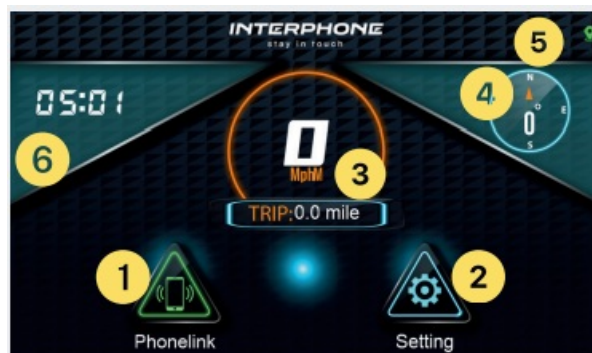 INTERPHONE
stay in touch
5
N
4
05:01
E
0
0
MphM
S
6
3
TRIP:0.0 mile
1
2
Phonelink
Setting